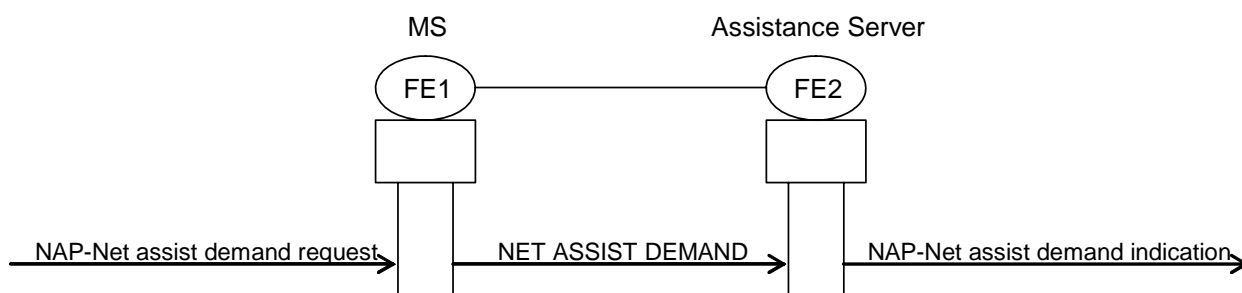 MS
Assistance Server
FE1
FE2
NAP-Net assist demand request
NET ASSIST DEMAND
NAP-Net assist demand indication